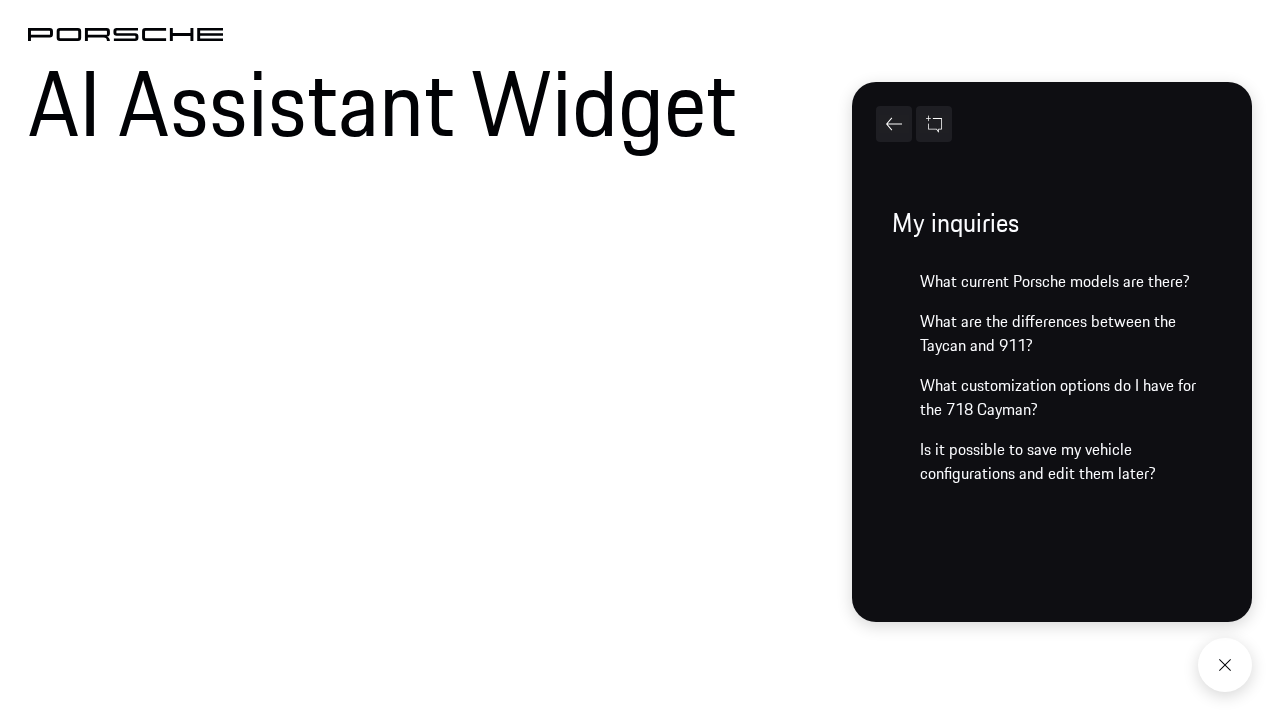 PORSCHE
AI Assistant Widget
My inquiries
What current Porsche models are there?
What are the differences between the
Taycan and 911?
What customization options do I have for
the 718 Cayman?
Is it possible to save my vehicle
configurations and edit them later?